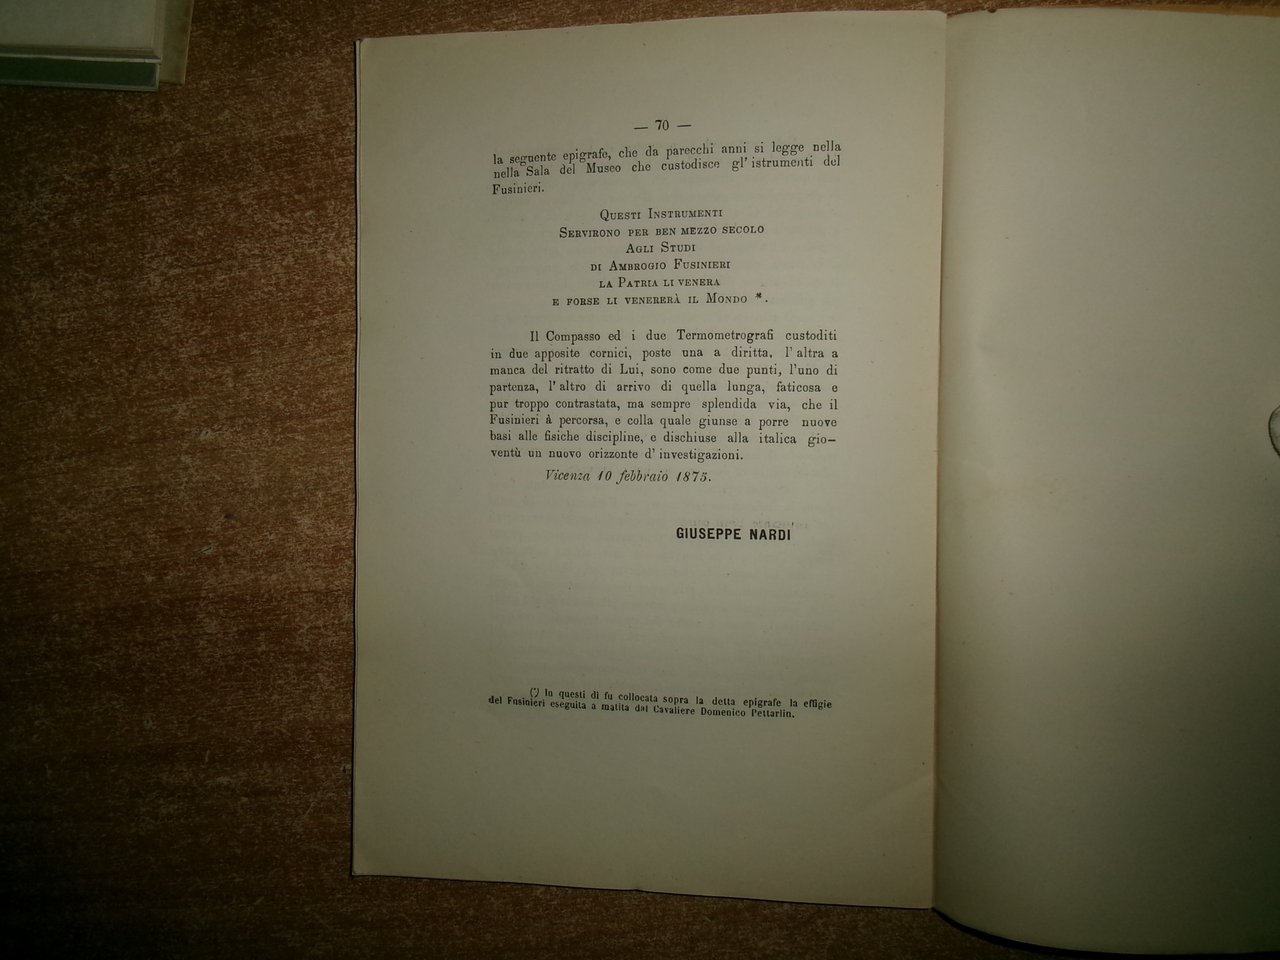 — 70 —
la seguente epigrafe, che da parecchi anni si legge nella
nella Sala del Museo che custodisce gl' istrumenti del
Fusinieri.
QUESTI INSTRUMENTI
SERVIRONO PER BEN MEZZO SECOLO
AGLI STUDI
DI AMBROGIO FUSINIERI
LA PATRIA LI VENERA
E FORSE LI VENERERÀ IL MONDO *.
Il Compasso ed i due Termometrografi custoditi
in due apposite cornici, poste una a diritta, l' altra a
manca del ritratto di Lui, sono come due punti, l'uno di
partenza, l' altro di arrivo di quella lunga, faticosa e
pur troppo contrastata, ma sempre splendida via, che il
Fusinieri à percorsa, e colla quale giunse a porre nuove
basi alle fisiche discipline, e dischiuse alla italica gio—
ventù un nuovo orizzonte d' investigazioni.
Vicenza 10 febbraio 1875.
GIUSEPPE NARDI
(*) In questi dì fu collocata sopra la detta epigrafe la effigie
del Fusinieri eseguita a matita dal Cavaliere Domenico Pettarlin.